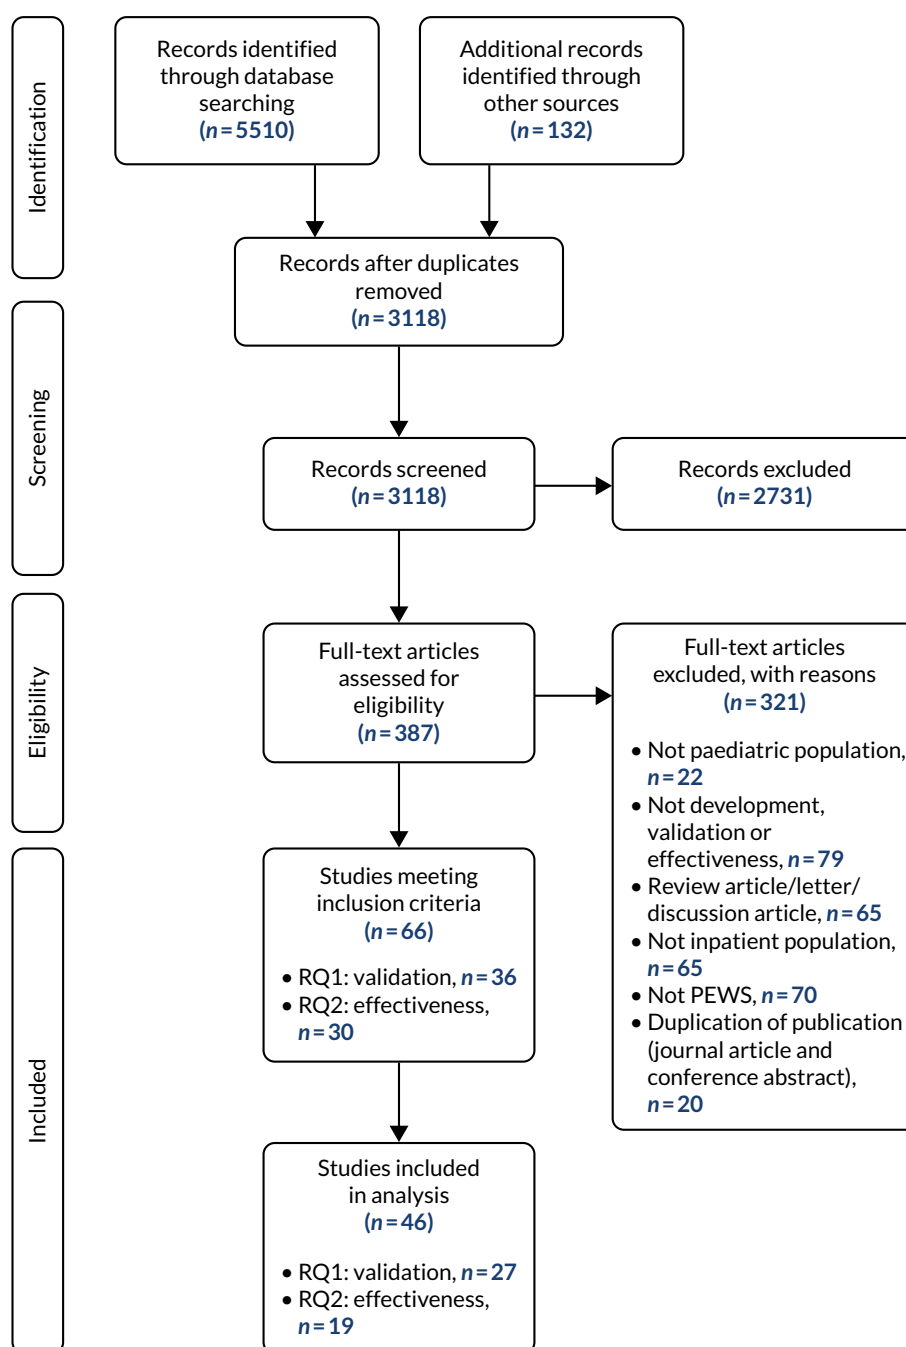 Identification
Records identified
through database
searching
(n = 5510)
Additional records
identified through
other sources
(n = 132)
Records after duplicates
removed
(n = 3118)
Screening
Records screened
(n = 3118)
Records excluded
(n = 2731)
Eligibility
Full-text articles
assessed for
eligibility
(n = 387)
Full-text articles
excluded, with reasons
(n = 321)
• Not paediatric population,
n = 22
• Not development,
validation or
effectiveness, n = 79
• Review article/letter/
discussion article, n = 65
• Not inpatient population,
n = 65
• Not PEWS, n = 70
• Duplication of publication
(journal article and
conference abstract),
n = 20
Included
Studies meeting
inclusion criteria
(n = 66)
• RQ1: validation, n = 36
• RQ2: effectiveness,
n = 30
Studies included
in analysis
(n = 46)
• RQ1: validation, n = 27
• RQ2: effectiveness,
n = 19